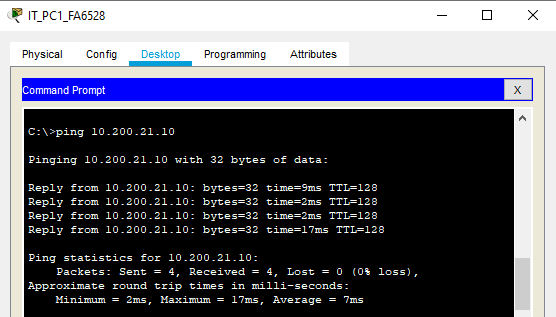 IT_PC1_FA6528
Physical Config Desktop Programming Attributes
Command Prompt X
C:\>ping 10.200.21.10
Pinging 10.200.21.10 with 32 bytes of data:
Reply from 10.200.21.10: bytes=32 time=9ms TTL=128
Reply from 10.200.21.10: bytes=32 time=2ms TTL=128
Reply from 10.200.21.10: bytes=32 time=2ms TTL=128
Reply from 10.200.21.10: bytes=32 time=17ms TTL=128
Ping statistics for 10.200.21.10:
Packets: Sent = 4, Received = 4, Lost = 0 (0% loss),
Approximate round trip times in milli-seconds:
Minimum = 2ms, Maximum = 17ms, Average = 7ms